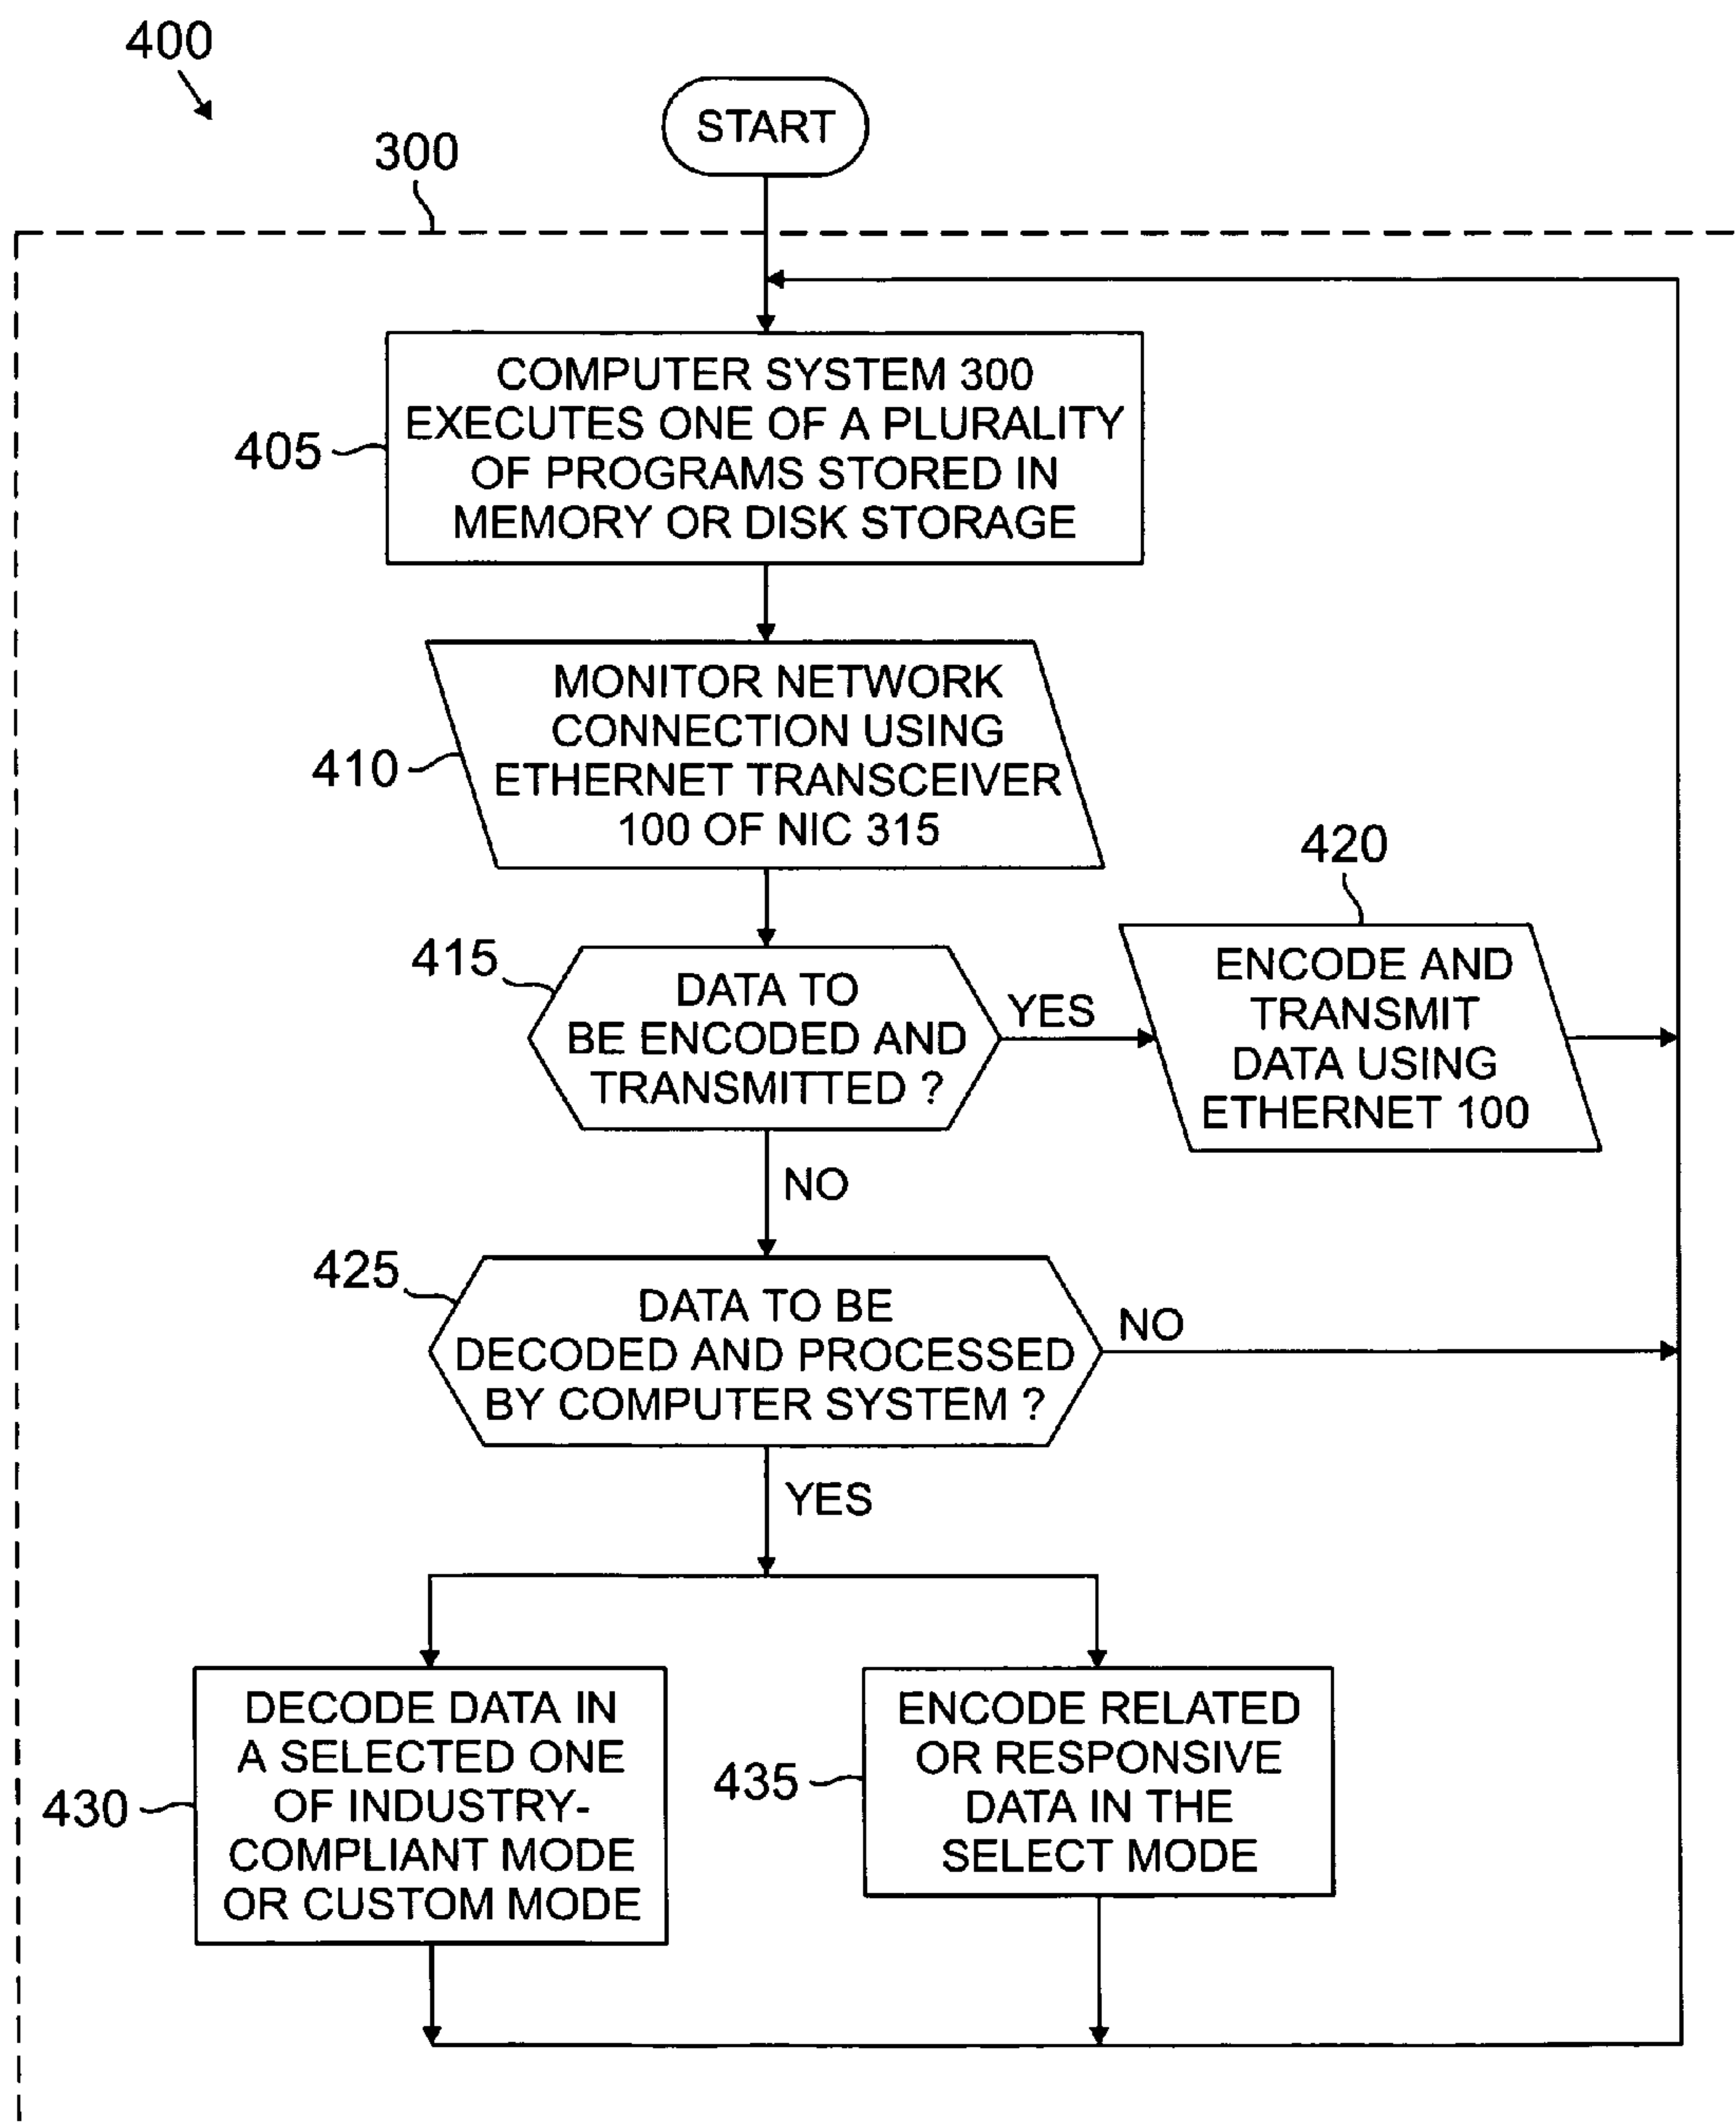 400
START
300
COMPUTER SYSTEM 300
EXECUTES ONE OF A PLURALITY
OF PROGRAMS STORED IN
MEMORY OR DISK STORAGE
405
MONITOR NETWORK
CONNECTION USING
ETHERNET TRANSCEIVER
100 OF NIC 315
410
420
415
DATA TO
BE ENCODED AND
TRANSMITTED ?
YES
ENCODE AND
TRANSMIT
DATA USING
ETHERNET 100
NO
425
DATA TO BE
DECODED AND PROCESSED
BY COMPUTER SYSTEM ?
NO
YES
DECODE DATA IN
A SELECTED ONE
OF INDUSTRY-
COMPLIANT MODE
OR CUSTOM MODE
430
ENCODE RELATED
OR RESPONSIVE
DATA IN THE
SELECT MODE
435